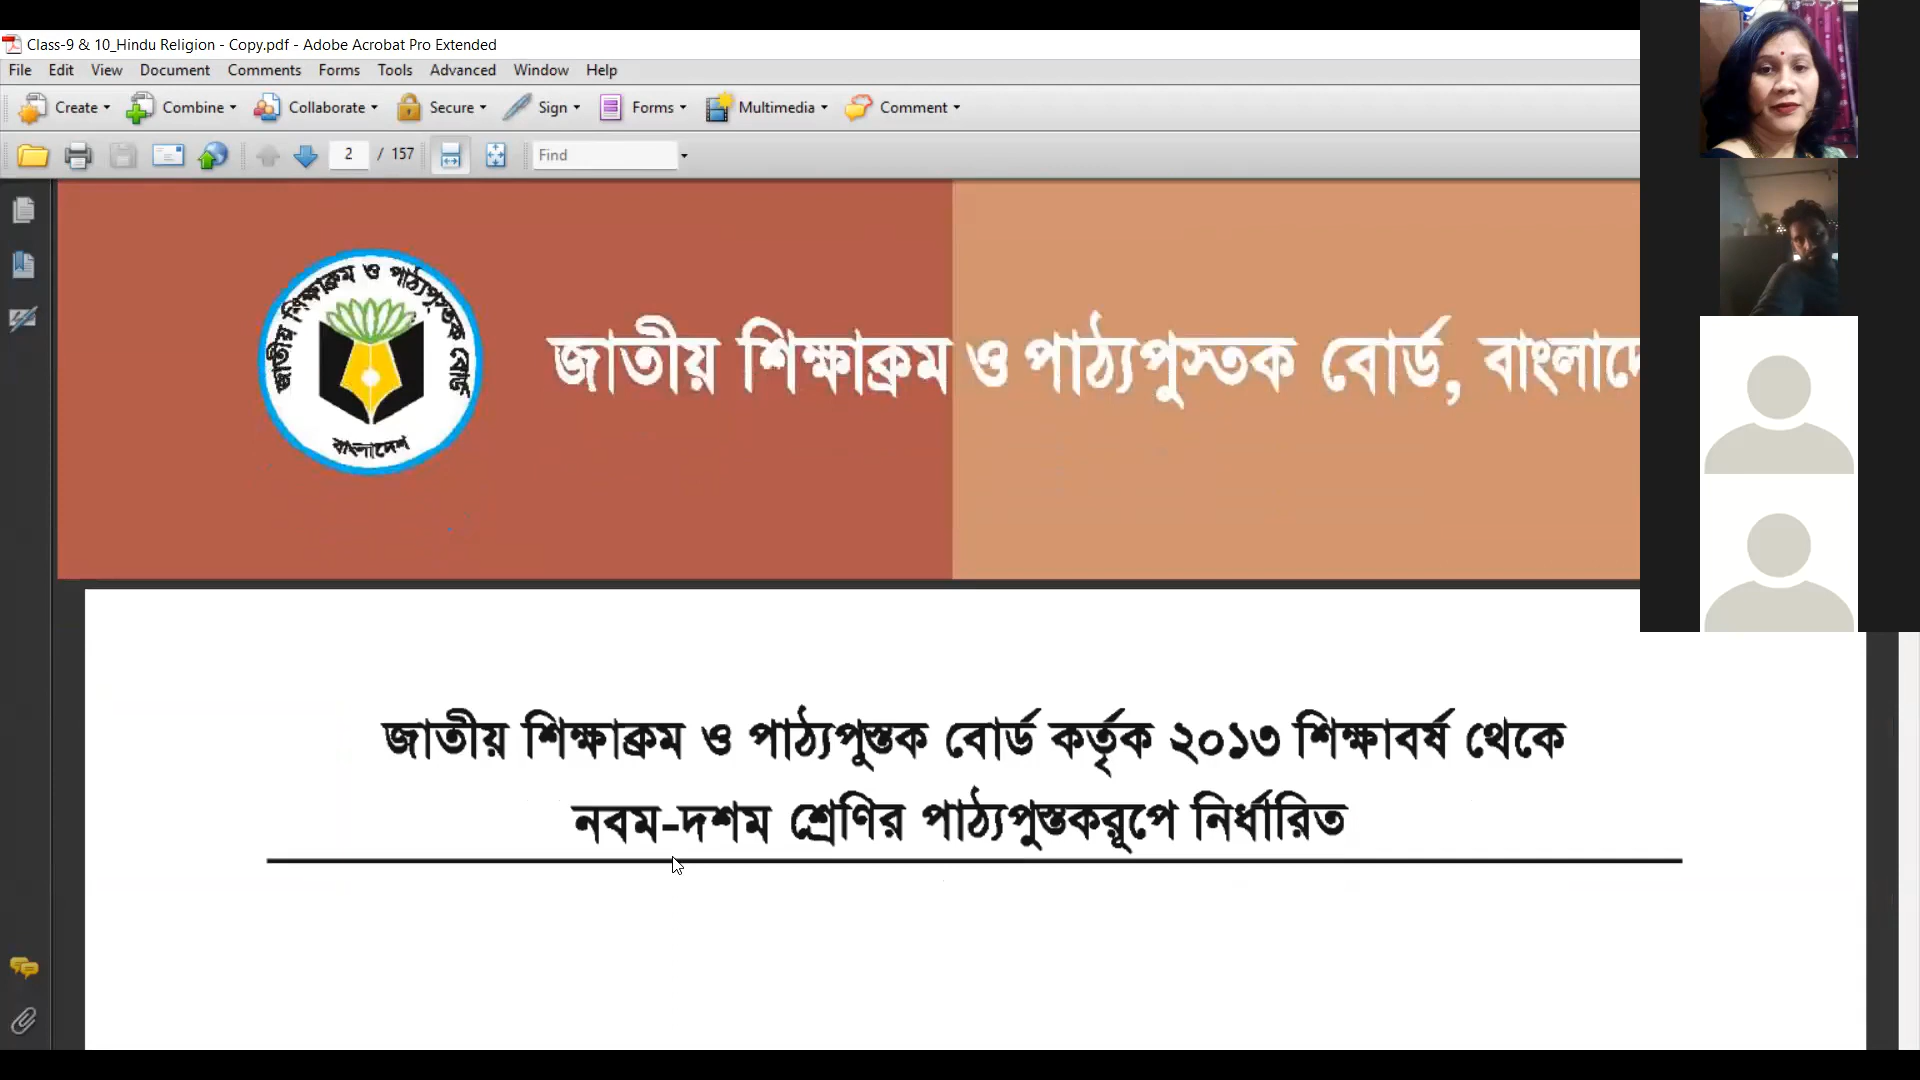 Class-9 & 10_Hindu Religion - Copy.pdf - Adobe Acrobat Pro Extended
File Edit View Document Comments Forms Tools Advanced Window Help
Create Combine Collaborate Secure Sign Forms Multimedia Comment
2 / 157 Find
জাতীয় শিক্ষাক্রম ও পাঠ্যপুস্তক বোর্ড
বাংলাদেশ
জাতীয় শিক্ষাক্রম ও পাঠ্যপুস্তক বোর্ড, বাংলাদে
জাতীয় শিক্ষাক্রম ও পাঠ্যপুস্তক বোর্ড কর্তৃক ২০১৩ শিক্ষাবর্ষ থেকে
নবম-দশম শ্রেণির পাঠ্যপুস্তকরূপে নির্ধারিত